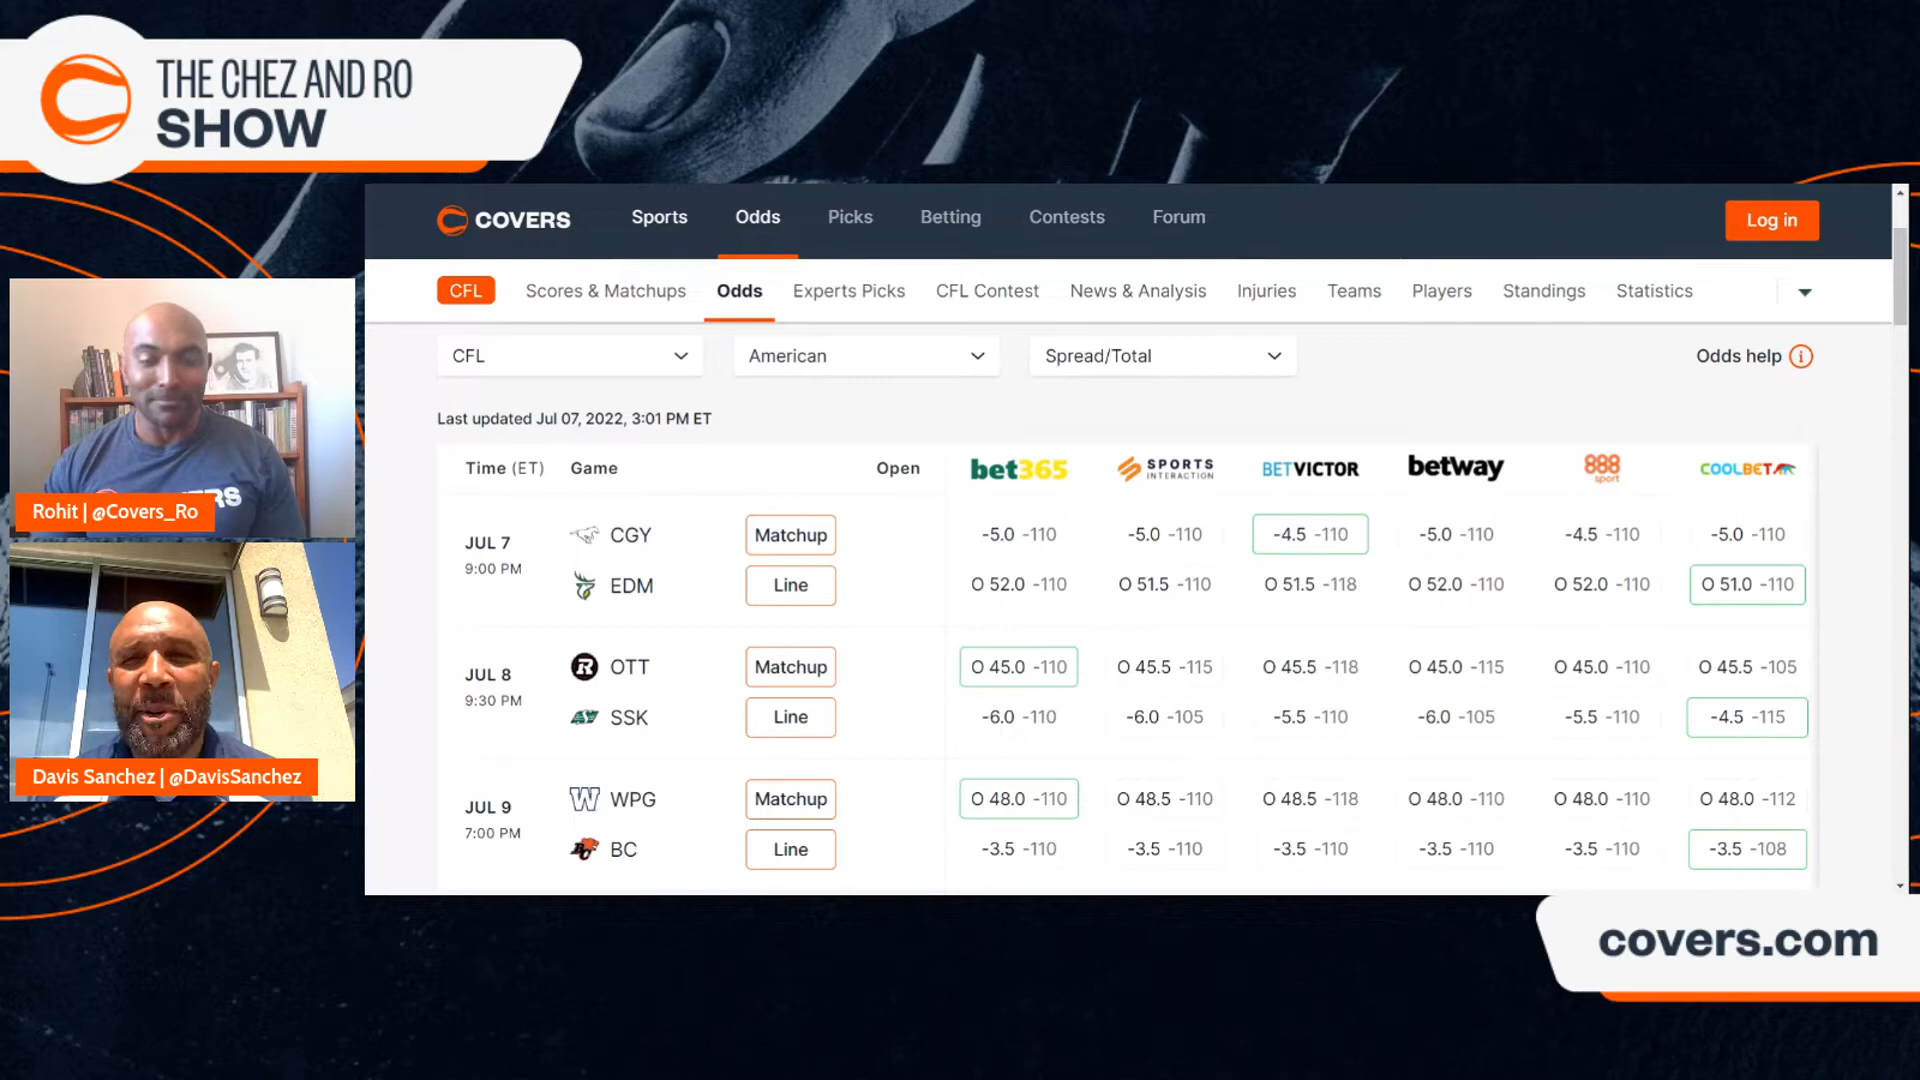 THE CHEZ AND RO
SHOW
COVERS
Sports Odds Picks Betting Contests Forum
Log in
CFL Scores & Matchups Odds Experts Picks CFL Contest News & Analysis Injuries Teams Players Standings Statistics
CFL American Spread/Total Odds help i
Last updated Jul 07, 2022, 3:01 PM ET
Time (ET) Game Open bet365 SPORTS INTERACTION BETVICTOR betway 888 sport COOLBET
JUL 7
9:00 PM
CGY Matchup -5.0 -110 -5.0 -110 -4.5 -110 -5.0 -110 -4.5 -110 -5.0 -110
EDM Line O 52.0 -110 O 51.5 -110 O 51.5 -118 O 52.0 -110 O 52.0 -110 O 51.0 -110
JUL 8
9:30 PM
R OTT Matchup O 45.0 -110 O 45.5 -115 O 45.5 -118 O 45.0 -115 O 45.0 -110 O 45.5 -105
SSK Line -6.0 -110 -6.0 -105 -5.5 -110 -6.0 -105 -5.5 -110 -4.5 -115
JUL 9
7:00 PM
W WPG Matchup O 48.0 -110 O 48.5 -110 O 48.5 -118 O 48.0 -110 O 48.0 -110 O 48.0 -112
BC BC Line -3.5 -110 -3.5 -110 -3.5 -110 -3.5 -110 -3.5 -110 -3.5 -108
Rohit | @Covers_Ro
Davis Sanchez | @DavisSanchez
covers.com